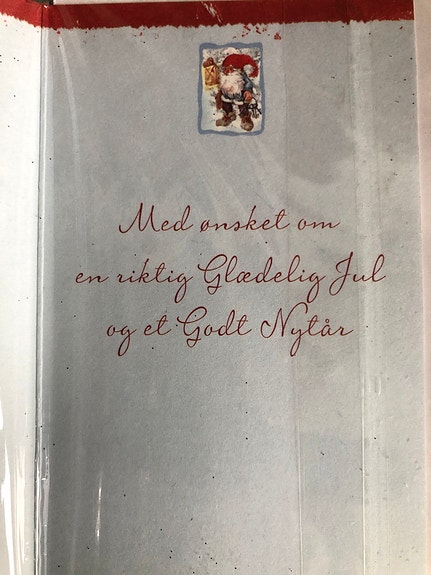 Med ønsket om
en riktig Glædelig Jul
og et Godt Nytår